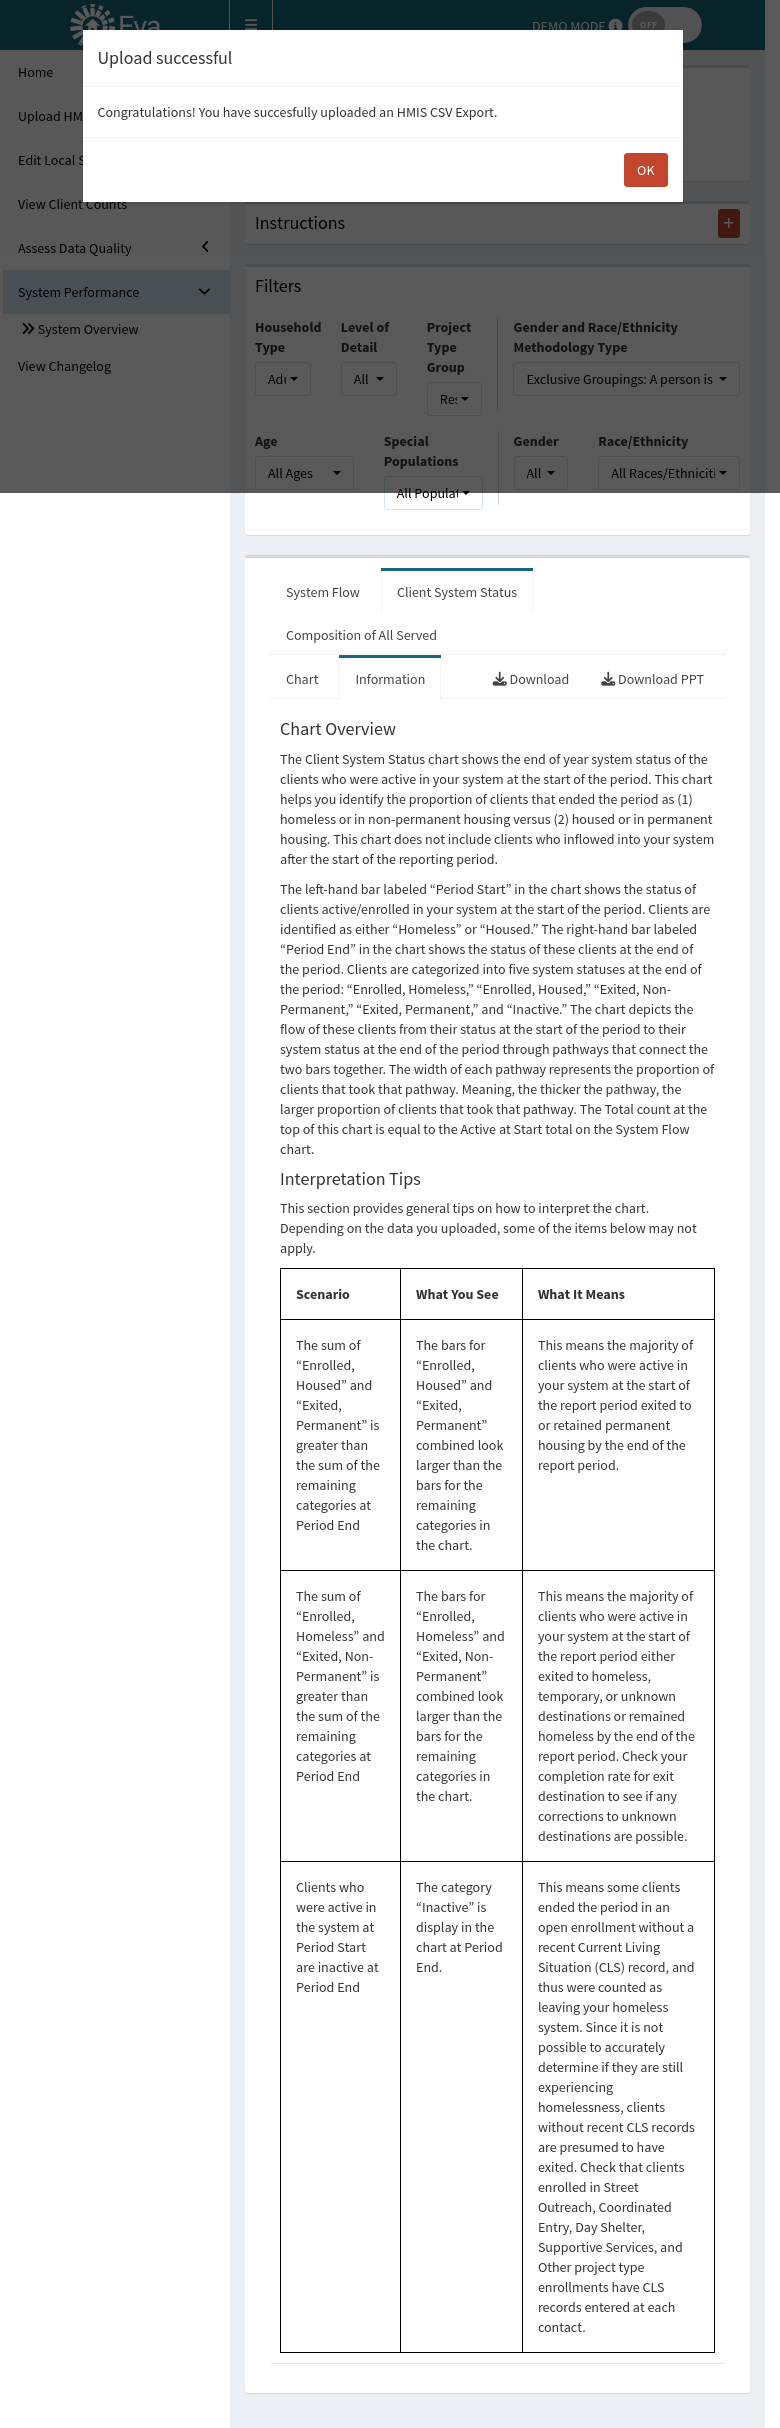 Eva
DEMO MODE
OFF
Upload successful
Congratulations! You have succesfully uploaded an HMIS CSV Export.
OK
Home
Upload HM
Edit Local S
View Client Counts
Assess Data Quality
System Performance
System Overview
View Changelog
Instructions
Filters
Household Type
Level of Detail
Project Type Group
Gender and Race/Ethnicity Methodology Type
Adu
All
Res
Exclusive Groupings: A person is
Age
Special Populations
Gender
Race/Ethnicity
All Ages
All Populat
All
All Races/Ethniciti
System Flow
Client System Status
Composition of All Served
Chart
Information
Download
Download PPT
Chart Overview
The Client System Status chart shows the end of year system status of the
clients who were active in your system at the start of the period. This chart
helps you identify the proportion of clients that ended the period as (1)
homeless or in non-permanent housing versus (2) housed or in permanent
housing. This chart does not include clients who inflowed into your system
after the start of the reporting period.
The left-hand bar labeled “Period Start” in the chart shows the status of
clients active/enrolled in your system at the start of the period. Clients are
identified as either “Homeless” or “Housed.” The right-hand bar labeled
“Period End” in the chart shows the status of these clients at the end of
the period. Clients are categorized into five system statuses at the end of
the period: “Enrolled, Homeless,” “Enrolled, Housed,” “Exited, Non-
Permanent,” “Exited, Permanent,” and “Inactive.” The chart depicts the
flow of these clients from their status at the start of the period to their
system status at the end of the period through pathways that connect the
two bars together. The width of each pathway represents the proportion of
clients that took that pathway. Meaning, the thicker the pathway, the
larger proportion of clients that took that pathway. The Total count at the
top of this chart is equal to the Active at Start total on the System Flow
chart.
Interpretation Tips
This section provides general tips on how to interpret the chart.
Depending on the data you uploaded, some of the items below may not
apply.
Scenario
What You See
What It Means
The sum of
“Enrolled,
Housed” and
“Exited,
Permanent” is
greater than
the sum of the
remaining
categories at
Period End
The bars for
“Enrolled,
Housed” and
“Exited,
Permanent”
combined look
larger than the
bars for the
remaining
categories in
the chart.
This means the majority of
clients who were active in
your system at the start of
the report period exited to
or retained permanent
housing by the end of the
report period.
The sum of
“Enrolled,
Homeless” and
“Exited, Non-
Permanent” is
greater than
the sum of the
remaining
categories at
Period End
The bars for
“Enrolled,
Homeless” and
“Exited, Non-
Permanent”
combined look
larger than the
bars for the
remaining
categories in
the chart.
This means the majority of
clients who were active in
your system at the start of
the report period either
exited to homeless,
temporary, or unknown
destinations or remained
homeless by the end of the
report period. Check your
completion rate for exit
destination to see if any
corrections to unknown
destinations are possible.
Clients who
were active in
the system at
Period Start
are inactive at
Period End
The category
“Inactive” is
display in the
chart at Period
End.
This means some clients
ended the period in an
open enrollment without a
recent Current Living
Situation (CLS) record, and
thus were counted as
leaving your homeless
system. Since it is not
possible to accurately
determine if they are still
experiencing
homelessness, clients
without recent CLS records
are presumed to have
exited. Check that clients
enrolled in Street
Outreach, Coordinated
Entry, Day Shelter,
Supportive Services, and
Other project type
enrollments have CLS
records entered at each
contact.